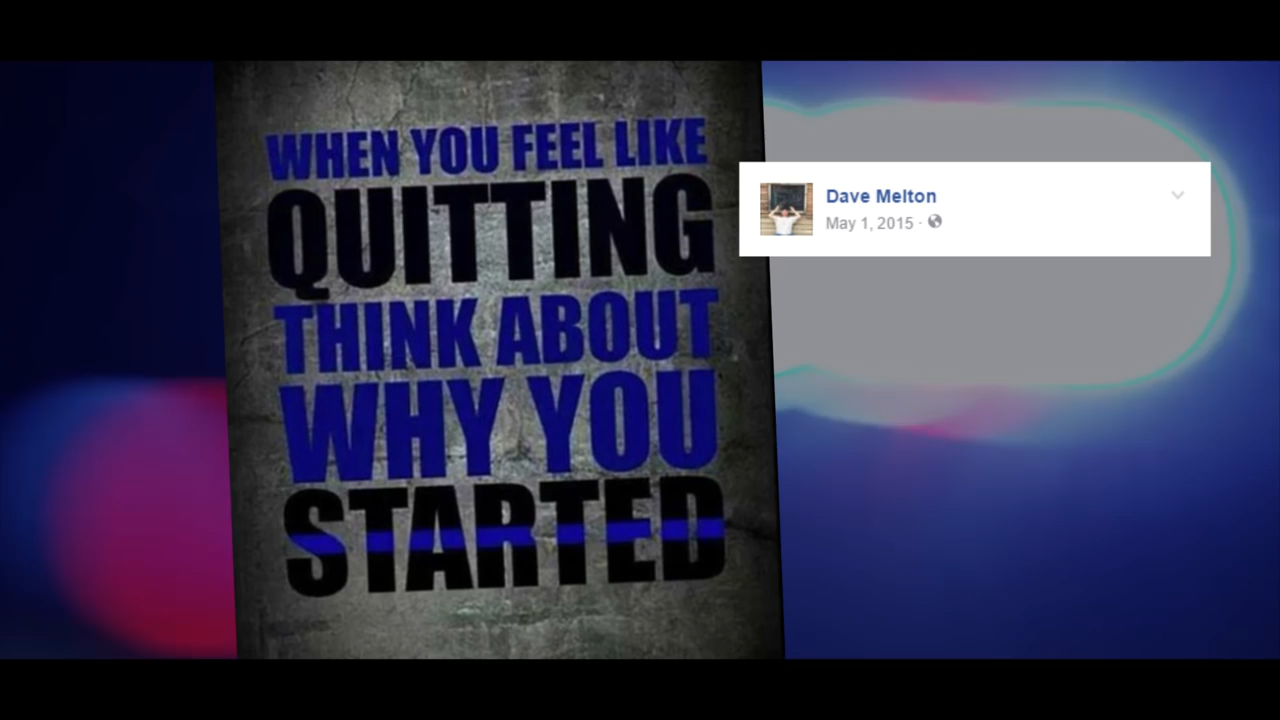 WHEN YOU FEEL LIKE
QUITTING
THINK ABOUT
WHY YOU
STARTED
Dave Melton
May 1, 2015 ·